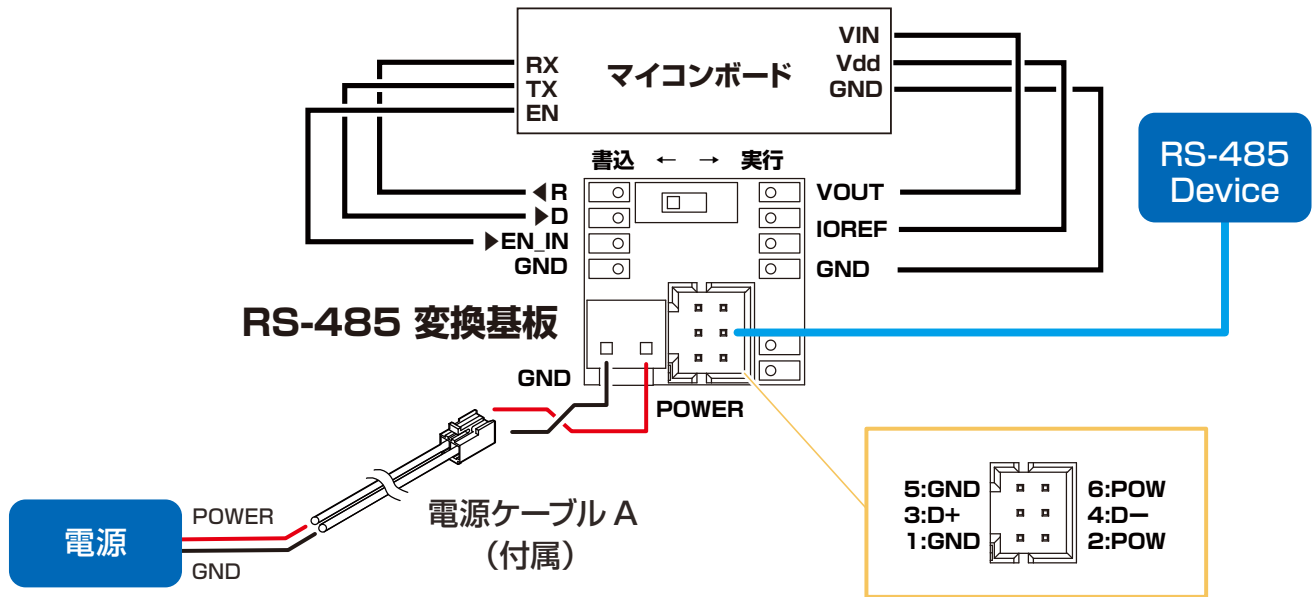 マイコンボード
RX
TX
EN
VIN
Vdd
GND
書込 ← → 実行
◀R
▶D
▶EN_IN
GND
VOUT
IOREF
GND
RS-485
Device
RS-485 変換基板
GND
POWER
電源
POWER
GND
電源ケーブル A
（付属）
5:GND
3:D+
1:GND
6:POW
4:D−
2:POW